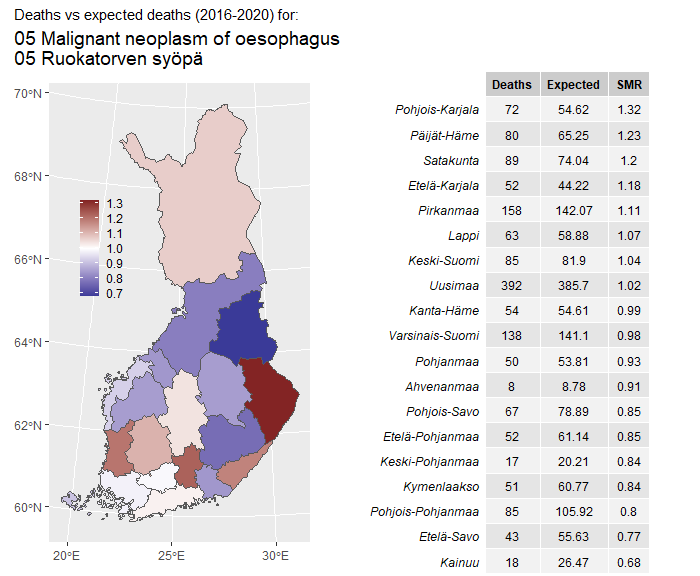 Deaths vs expected deaths (2016-2020) for:
05 Malignant neoplasm of oesophagus
05 Ruokatorven syöpä
70°N
68°N
66°N
64°N
62°N
60°N
20°E 25°E 30°E
1.3
1.2
1.1
1.0
0.9
0.8
0.7
Deaths Expected SMR
Pohjois-Karjala 72 54.62 1.32
Päijät-Häme 80 65.25 1.23
Satakunta 89 74.04 1.2
Etelä-Karjala 52 44.22 1.18
Pirkanmaa 158 142.07 1.11
Lappi 63 58.88 1.07
Keski-Suomi 85 81.9 1.04
Uusimaa 392 385.7 1.02
Kanta-Häme 54 54.61 0.99
Varsinais-Suomi 138 141.1 0.98
Pohjanmaa 50 53.81 0.93
Ahvenanmaa 8 8.78 0.91
Pohjois-Savo 67 78.89 0.85
Etelä-Pohjanmaa 52 61.14 0.85
Keski-Pohjanmaa 17 20.21 0.84
Kymenlaakso 51 60.77 0.84
Pohjois-Pohjanmaa 85 105.92 0.8
Etelä-Savo 43 55.63 0.77
Kainuu 18 26.47 0.68